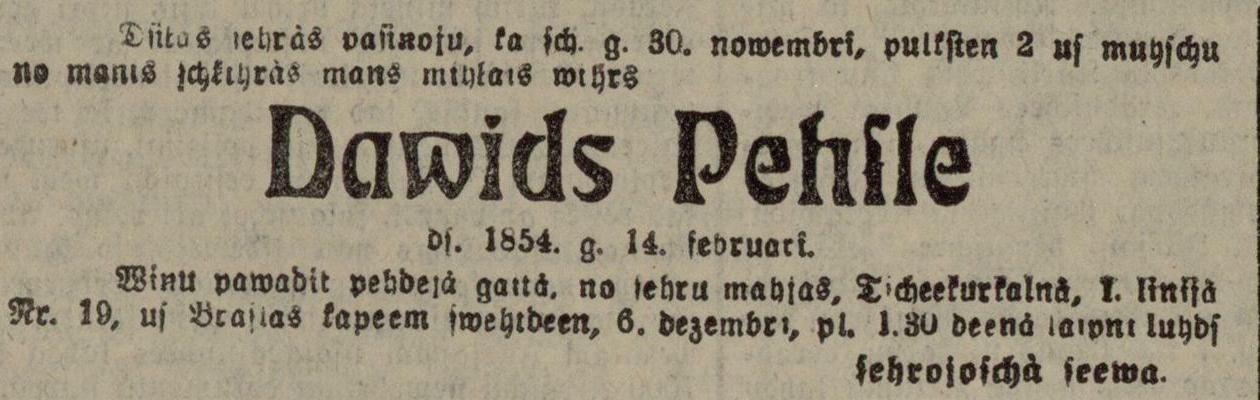 Dſiļās ſehrās paſiņoju, ka ſch. g. 30. nowembrī, pulkſten 2 uſ muhſchu
no manis ſchķihrās mans mihļais wihrs
Dawids Pehſle
dſ. 1854. g. 14. februarī.
Wiņu pawadit pehdejā gaitā, no ſehru mahjas, Tſcheekurkalnā, I. linijā
Nr. 19, uſ Braſlas kapeem ſwehtdeen, 6. dezembrī, pl. 1.30 deenā laipni luhdſ
ſehrojoſchā ſeewa.